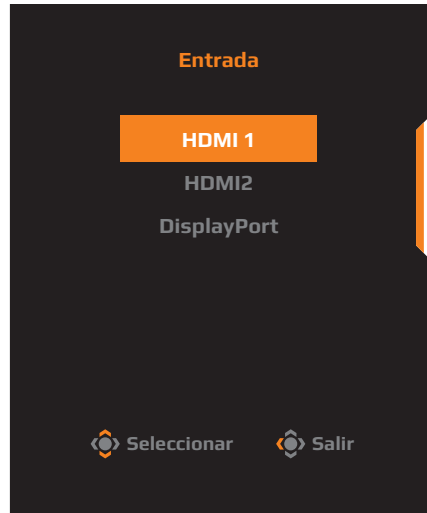 Entrada
HDMI 1
HDMI2
DisplayPort
Seleccionar Salir